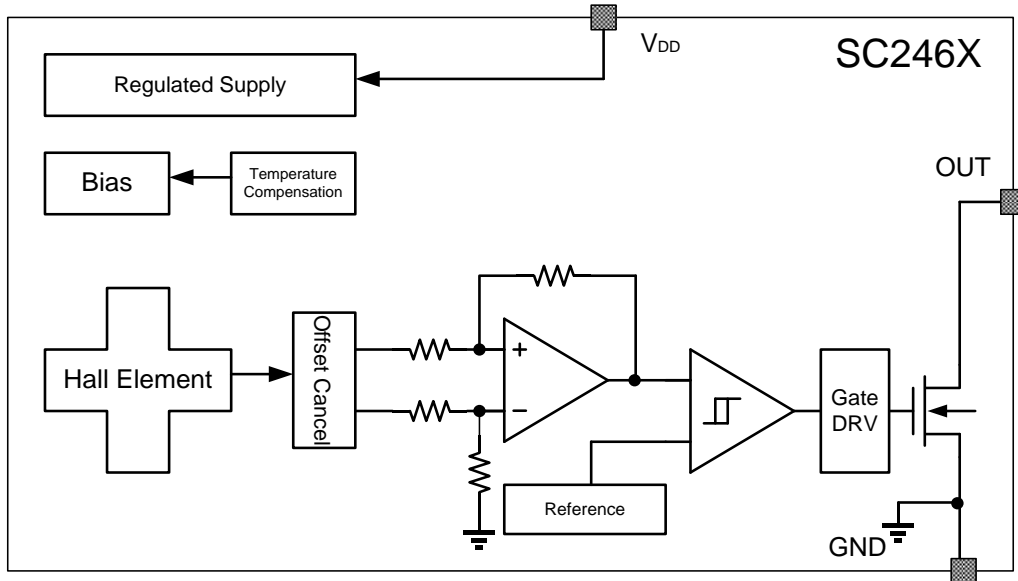 VDD
SC246X
Regulated Supply
Bias
Temperature
Compensation
OUT
Hall Element
Offset Cancel
+
−
Gate
DRV
Reference
GND